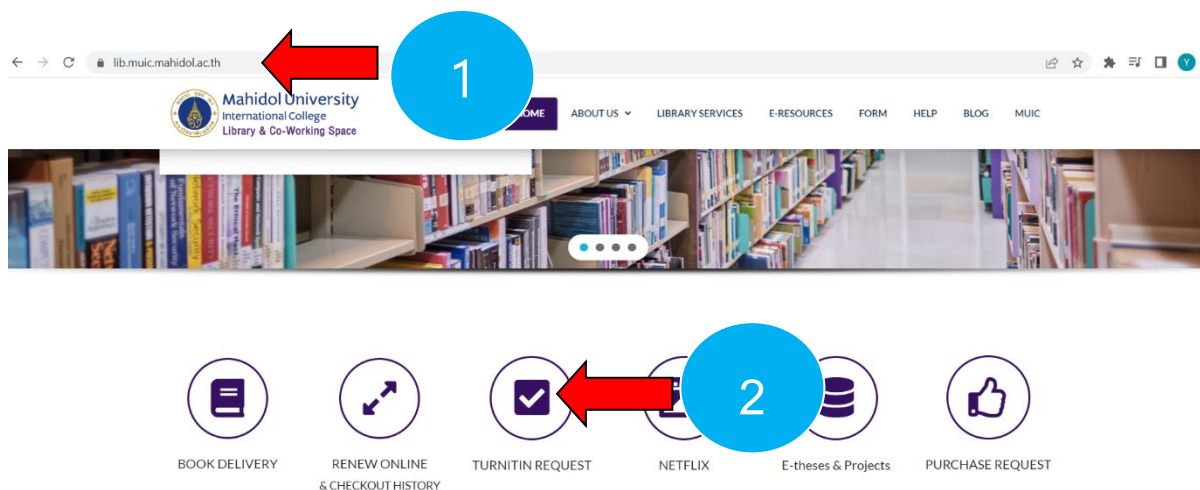 1
lib.muic.mahidol.ac.th
Y
Mahidol University
International College
Library & Co-Working Space
ABOUT US
LIBRARY SERVICES
E-RESOURCES
FORM
HELP
BLOG
MUIC
2
BOOK DELIVERY
RENEW ONLINE
& CHECKOUT HISTORY
TURNITIN REQUEST
NETFLIX
E-theses & Projects
PURCHASE REQUEST